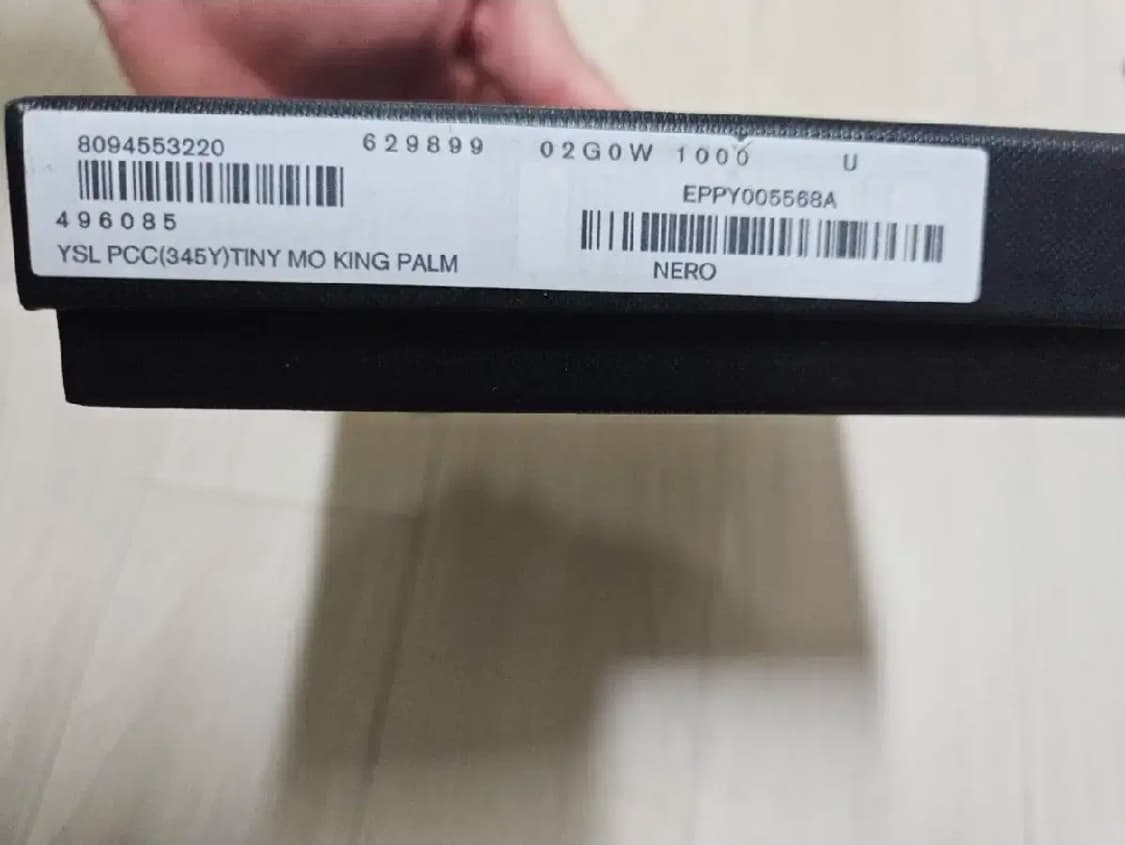 8094553220 629899 02G0W 1000 U
EPPY005568A
496085
YSL PCC(345Y)TINY MO KING PALM
NERO